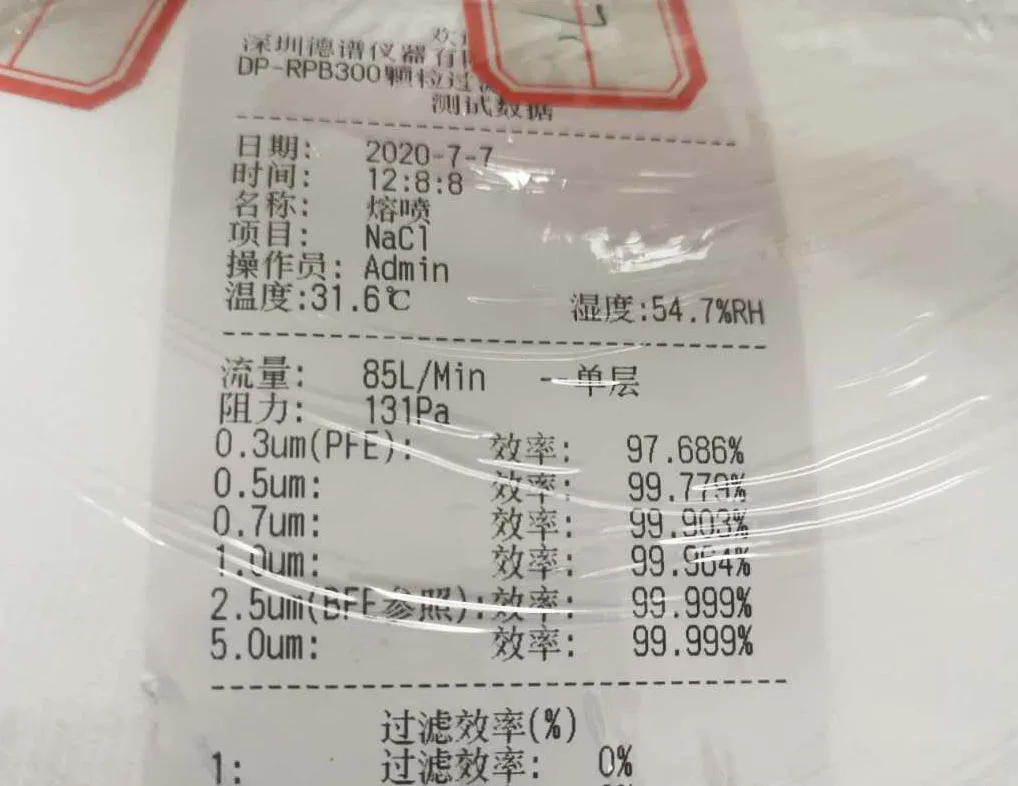 深圳德谱仪器有
DP-RPB300颗粒过
测试数据
日期: 2020-7-7
时间: 12:8:8
名称: 熔喷
项目: NaCl
操作员: Admin
温度:31.6℃ 湿度:54.7%RH
流量: 85L/Min -单层
阻力: 131Pa
0.3um(PFE): 效率: 97.686%
0.5um: 效率: 99.779%
0.7um: 效率: 99.903%
1.0um: 效率: 99.964%
2.5um(BFE参照):效率: 99.999%
5.0um: 效率: 99.999%
过滤效率(%)
1: 过滤效率: 0%